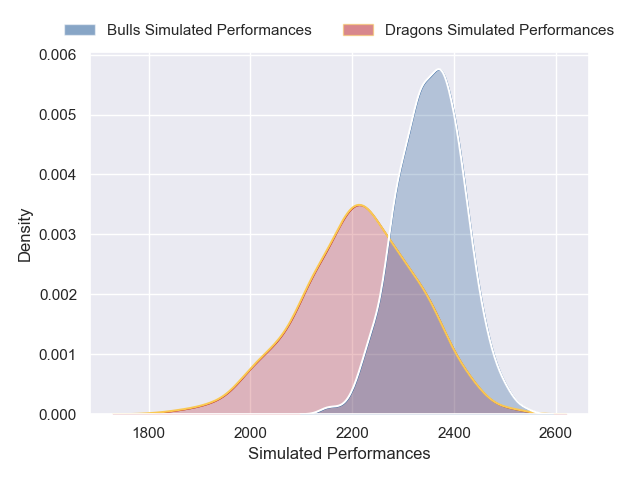 Bulls Simulated Performances Dragons Simulated Performances
0.006
0.005
0.004
0.003
0.002
0.001
0.000
Density
1800 2000 2200 2400 2600
Simulated Performances